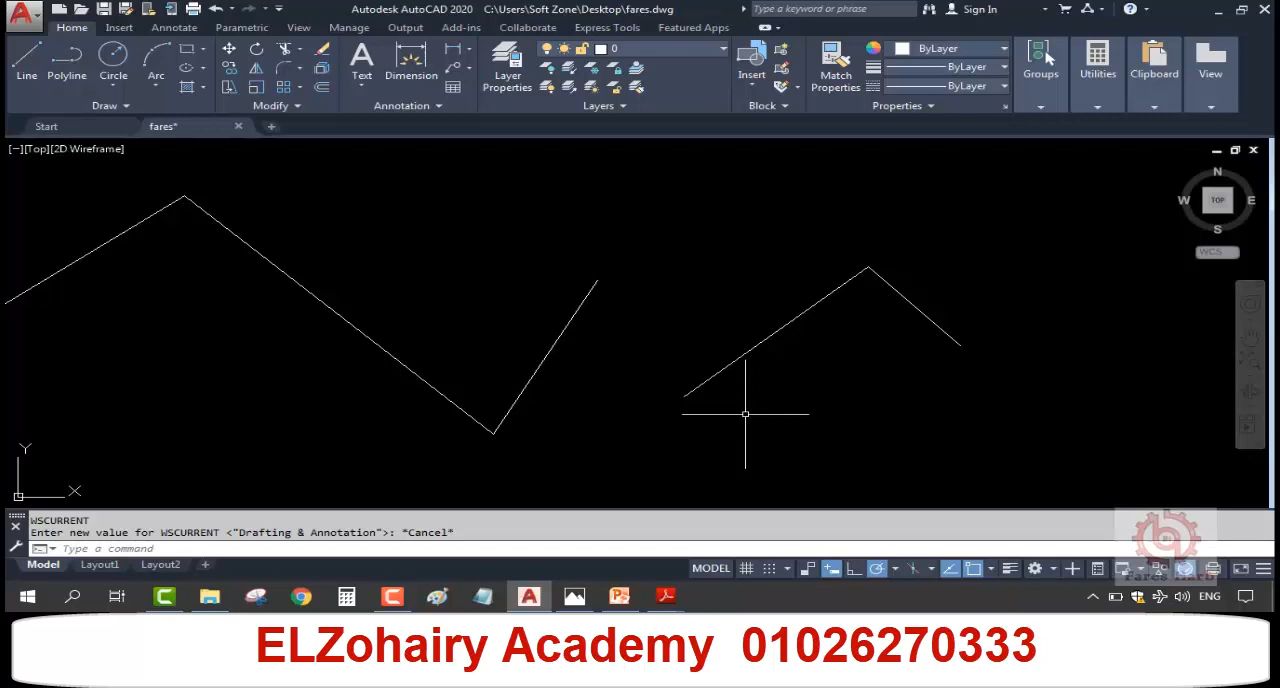 Autodesk AutoCAD 2020 C:\Users\Soft Zone\Desktop\fares.dwg
Type a keyword or phrase
Sign In
Home Insert Annotate Parametric View Manage Output Add-ins Collaborate Express Tools Featured Apps
0
ByLayer
ByLayer
ByLayer
Line Polyline Circle Arc
Text Dimension
Layer Properties
Insert
Match Properties
Groups Utilities Clipboard View
Draw Modify Annotation Layers Block Properties
Start fares*
[−][Top][2D Wireframe]
N
W TOP E
S
WCS
Y
X
WSCURRENT
Enter new value for WSCURRENT <"Drafting & Annotation">: *Cancel*
Type a command
Model Layout1 Layout2 +
MODEL
Fares Harb
ENG
ELZohairy Academy 01026270333